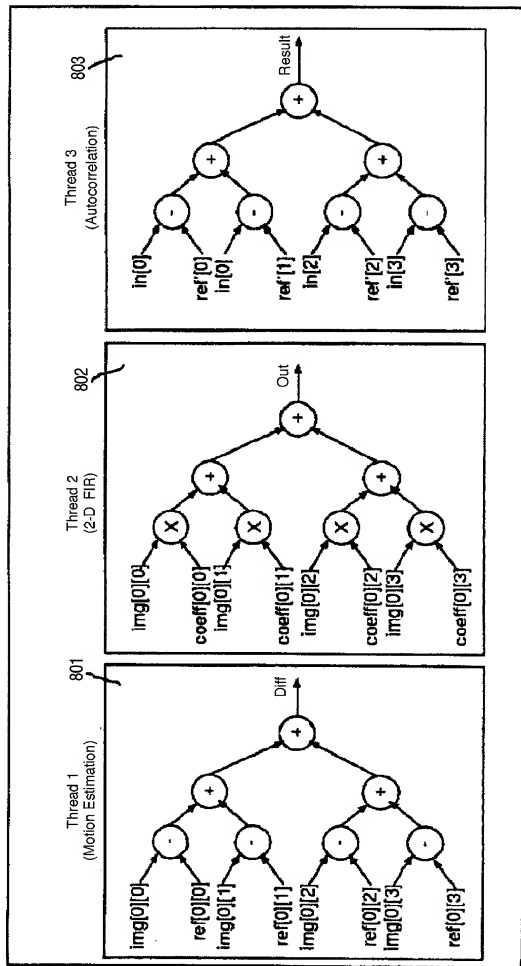 801
Thread 1
(Motion Estimation)
img[0][0]
ref[0][0]
img[0][1]
ref[0][1]
img[0][2]
ref[0][2]
img[0][3]
ref[0][3]
-
-
-
-
+
+
+
Diff
802
Thread 2
(2-D FIR)
img[0][0]
coeff[0][0]
img[0][1]
coeff[0][1]
img[0][2]
coeff[0][2]
img[0][3]
coeff[0][3]
X
X
X
X
+
+
+
Out
803
Thread 3
(Autocorrelation)
in[0]
ref'[0]
in[0]
ref'[1]
in[2]
ref'[2]
in[3]
ref'[3]
-
-
-
-
+
+
+
Result